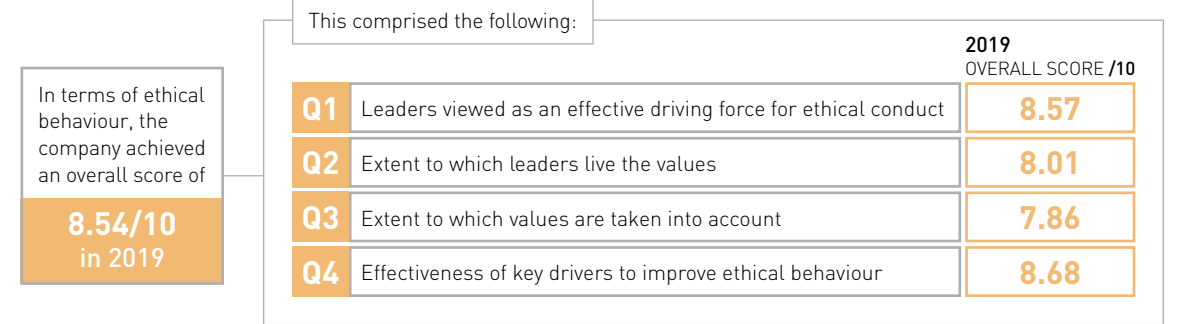 This comprised the following:
2019
OVERALL SCORE /10
In terms of ethical
behaviour, the
company achieved
an overall score of
8.54/10
in 2019
Q1 Leaders viewed as an effective driving force for ethical conduct 8.57
Q2 Extent to which leaders live the values 8.01
Q3 Extent to which values are taken into account 7.86
Q4 Effectiveness of key drivers to improve ethical behaviour 8.68